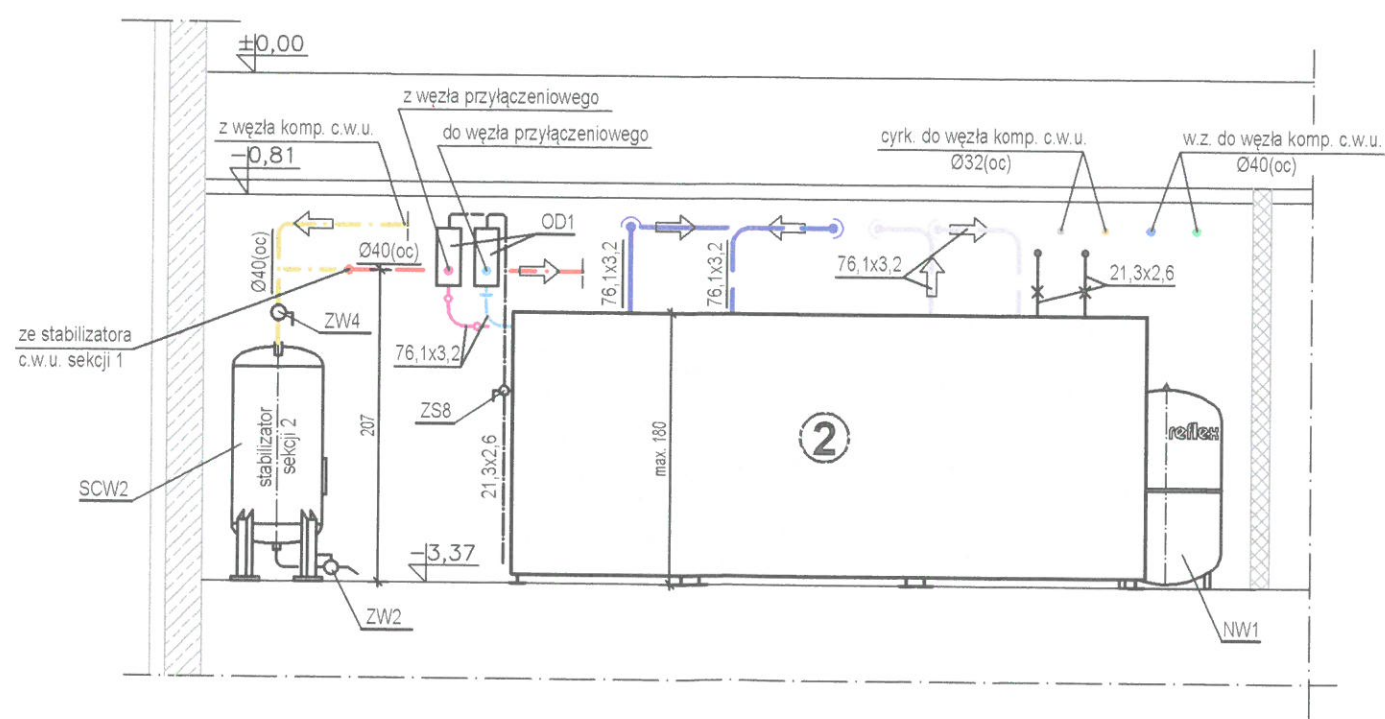 ±0,00
z węzła przyłączeniowego
z węzła komp. c.w.u.
do węzła przyłączeniowego
cyrk. do węzła komp. c.w.u.
Ø32(oc)
w.z. do węzła komp. c.w.u.
Ø40(oc)
-0,81
OD1
Ø40(oc)
Ø40(oc)
76,1x3,2
76,1x3,2
76,1x3,2
21,3x2,6
ZW4
ze stabilizatora
c.w.u. sekcji 1
76,1x3,2
ZS8
207
21,3x2,6
max. 180
2
reflex
stabilizator
sekcji 2
SCW2
-3,37
ZW2
NW1